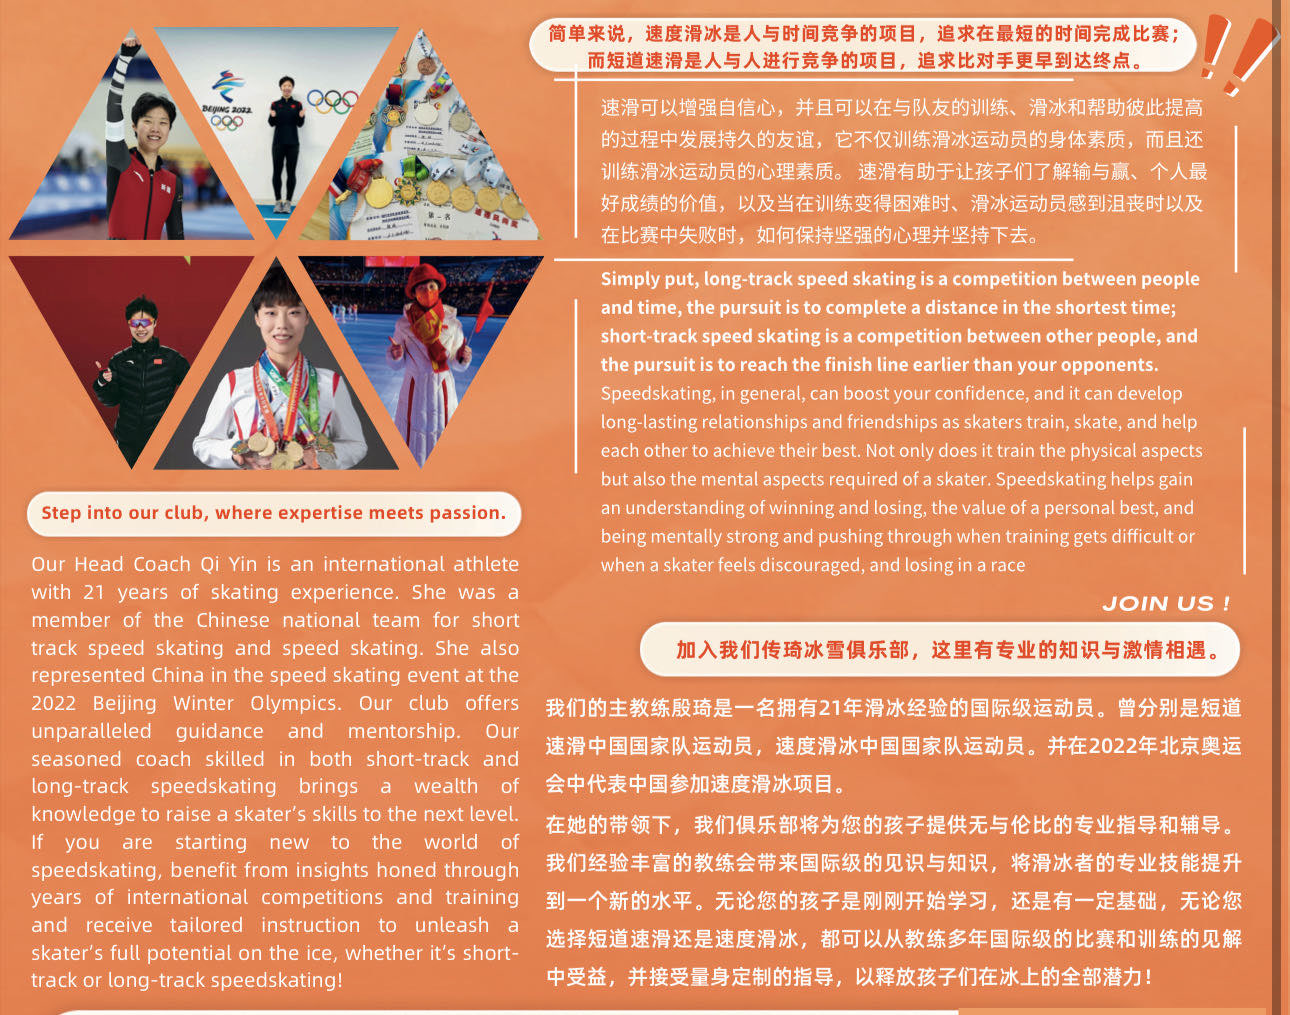 简单来说，速度滑冰是人与时间竞争的项目，追求在最短的时间完成比赛；
而短道速滑是人与人进行竞争的项目，追求比对手更早到达终点。
速滑可以增强自信心，并且可以在与队友的训练、滑冰和帮助彼此提高
的过程中发展持久的友谊，它不仅训练滑冰运动员的身体素质，而且还
训练滑冰运动员的心理素质。 速滑有助于让孩子们了解输与赢、个人最
好成绩的价值，以及当在训练变得困难时、滑冰运动员感到沮丧时以及
在比赛中失败时，如何保持坚强的心理并坚持下去。
Simply put, long-track speed skating is a competition between people
and time, the pursuit is to complete a distance in the shortest time;
short-track speed skating is a competition between other people, and
the pursuit is to reach the finish line earlier than your opponents.
Speedskating, in general, can boost your confidence, and it can develop
long-lasting relationships and friendships as skaters train, skate, and help
each other to achieve their best. Not only does it train the physical aspects
but also the mental aspects required of a skater. Speedskating helps gain
an understanding of winning and losing, the value of a personal best, and
being mentally strong and pushing through when training gets difficult or
when a skater feels discouraged, and losing in a race
BEIJING 2022
第一名
Step into our club, where expertise meets passion.
Our Head Coach Qi Yin is an international athlete
with 21 years of skating experience. She was a
member of the Chinese national team for short
track speed skating and speed skating. She also
represented China in the speed skating event at the
2022 Beijing Winter Olympics. Our club offers
unparalleled guidance and mentorship. Our
seasoned coach skilled in both short-track and
long-track speedskating brings a wealth of
knowledge to raise a skater's skills to the next level.
If you are starting new to the world of
speedskating, benefit from insights honed through
years of international competitions and training
and receive tailored instruction to unleash a
skater's full potential on the ice, whether it's short-
track or long-track speedskating!
JOIN US !
加入我们传琦冰雪俱乐部，这里有专业的知识与激情相遇。
我们的主教练殷琦是一名拥有21年滑冰经验的国际级运动员。曾分别是短道
速滑中国国家队运动员，速度滑冰中国国家队运动员。并在2022年北京奥运
会中代表中国参加速度滑冰项目。
在她的带领下，我们俱乐部将为您的孩子提供无与伦比的专业指导和辅导。
我们经验丰富的教练会带来国际级的见识与知识，将滑冰者的专业技能提升
到一个新的水平。无论您的孩子是刚刚开始学习，还是有一定基础，无论您
选择短道速滑还是速度滑冰，都可以从教练多年国际级的比赛和训练的见解
中受益，并接受量身定制的指导，以释放孩子们在冰上的全部潜力！